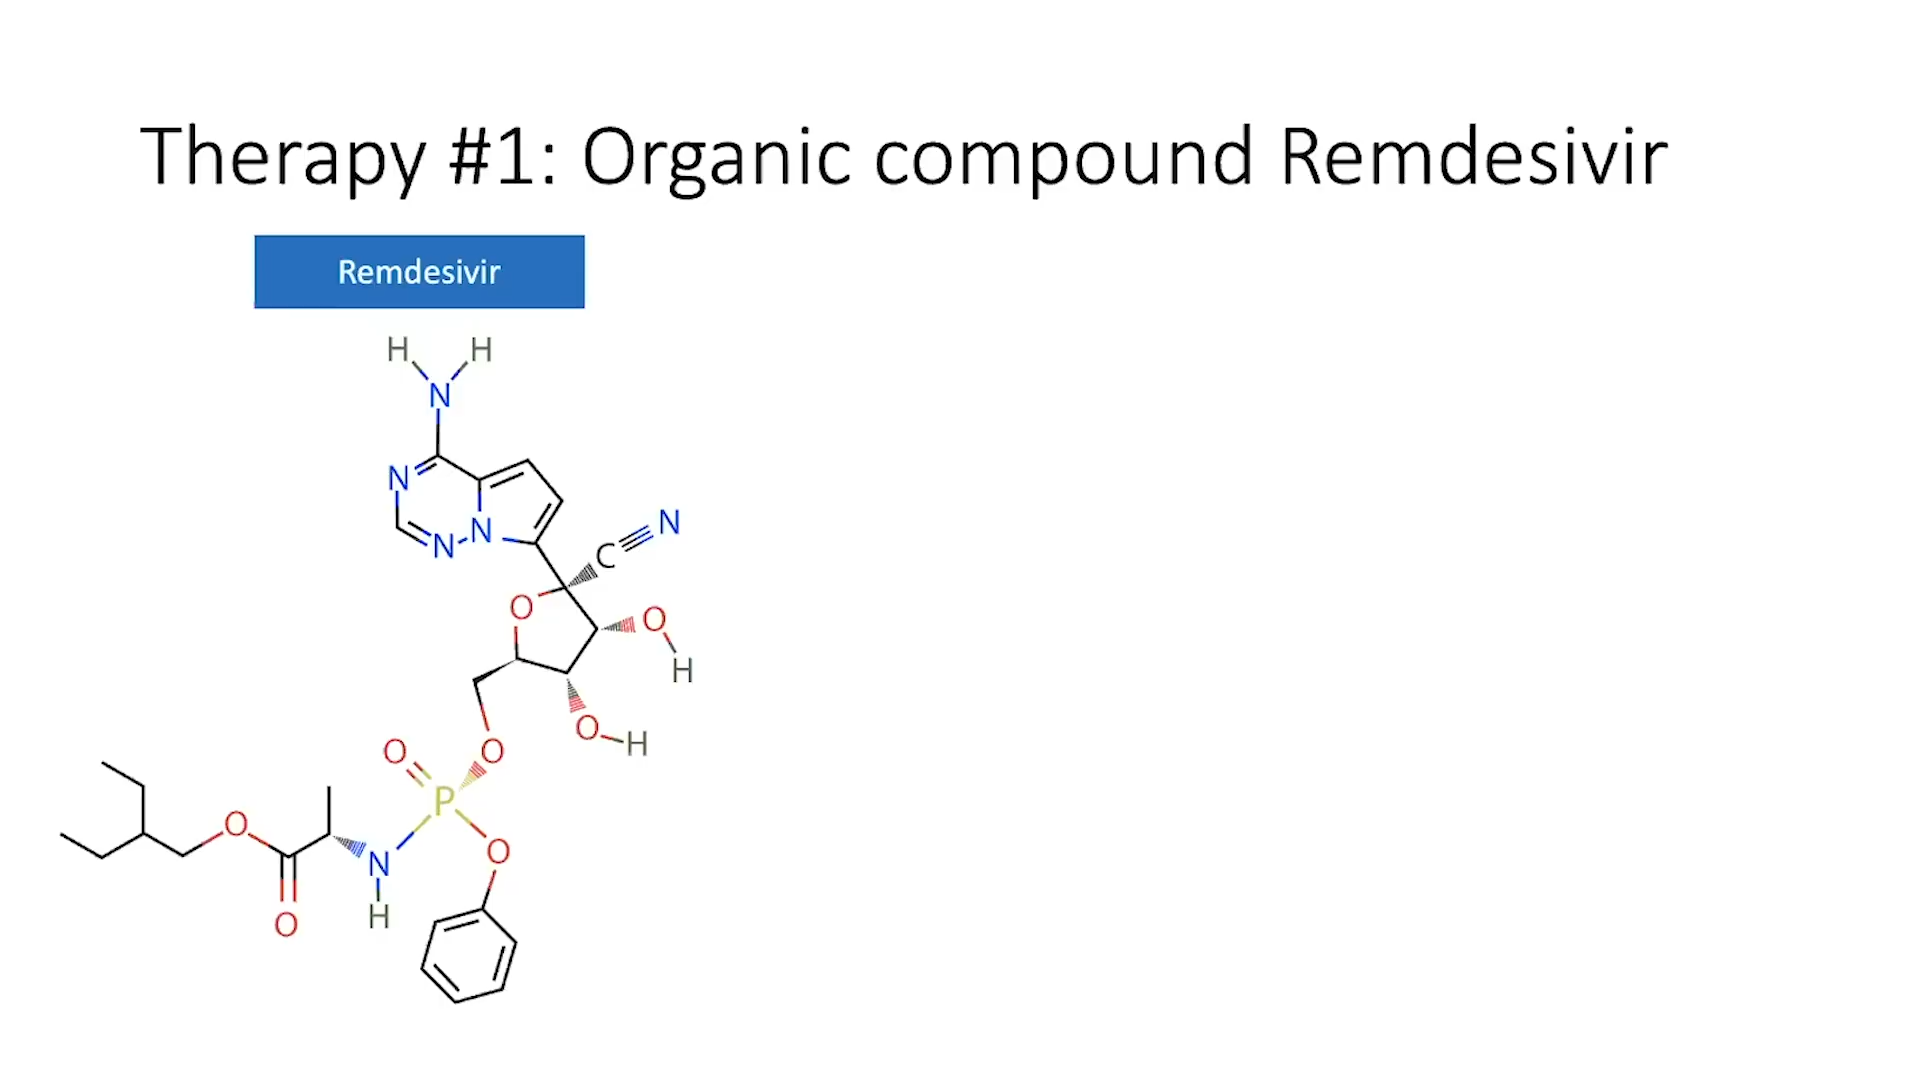 Therapy #1: Organic compound Remdesivir
Remdesivir
H H
N
N
N N
C N
O
O
H
O H
O O
P
O
N O
H
O